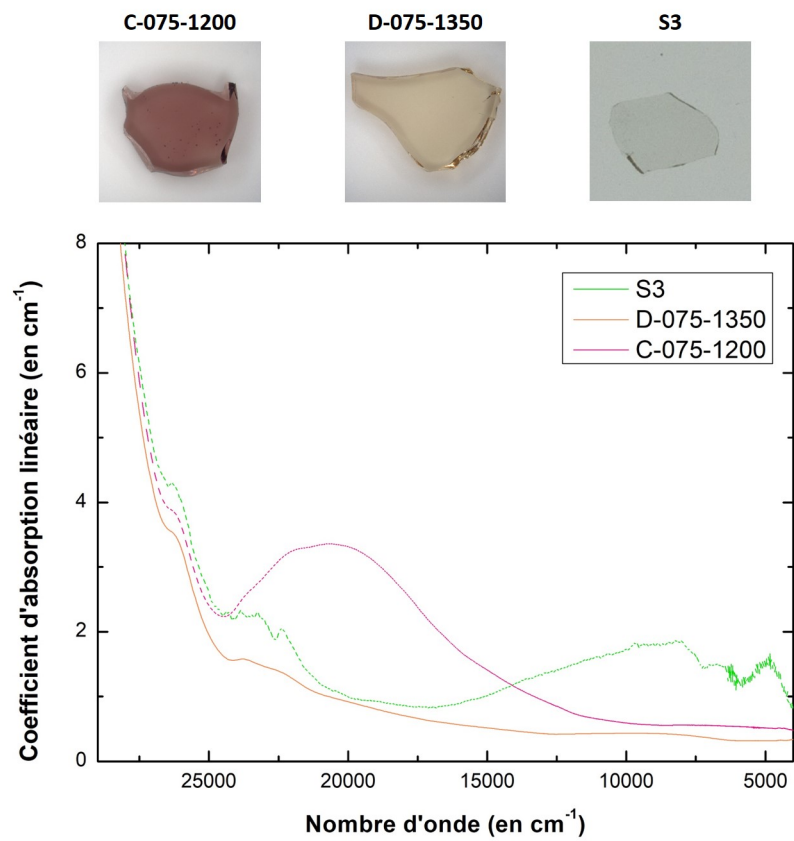 C-075-1200 D-075-1350 S3
8
6
4
2
0
Coefficient d'absorption linéaire (en cm⁻¹)
S3
D-075-1350
C-075-1200
25000 20000 15000 10000 5000
Nombre d'onde (en cm⁻¹)